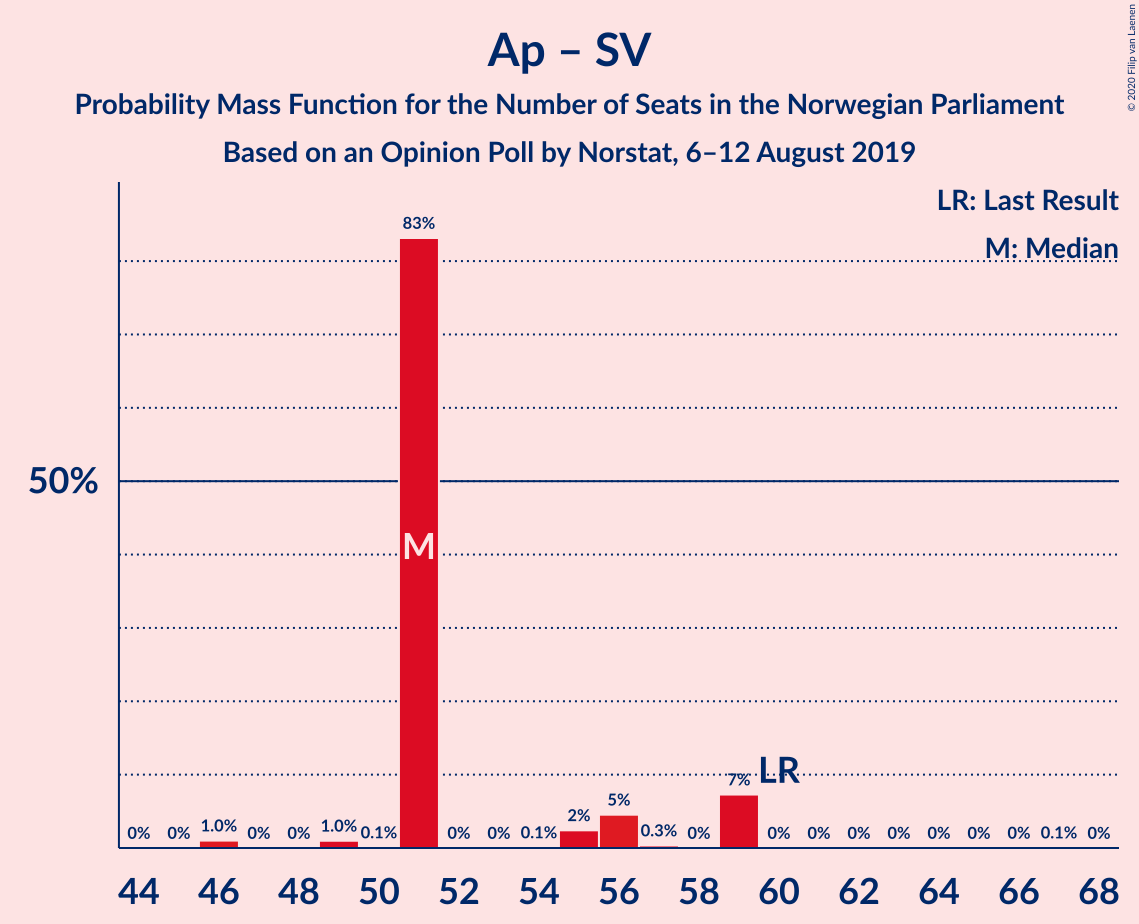 Ap – SV
Probability Mass Function for the Number of Seats in the Norwegian Parliament
Based on an Opinion Poll by Norstat, 6–12 August 2019
© 2020 Filip van Laenen
LR: Last Result
M: Median
50%
83%
M
LR
0% 0% 1.0% 0% 0% 1.0% 0.1% 0% 0% 0.1% 2% 5% 0.3% 0% 7% 0% 0% 0% 0% 0% 0% 0% 0.1% 0%
44 46 48 50 52 54 56 58 60 62 64 66 68